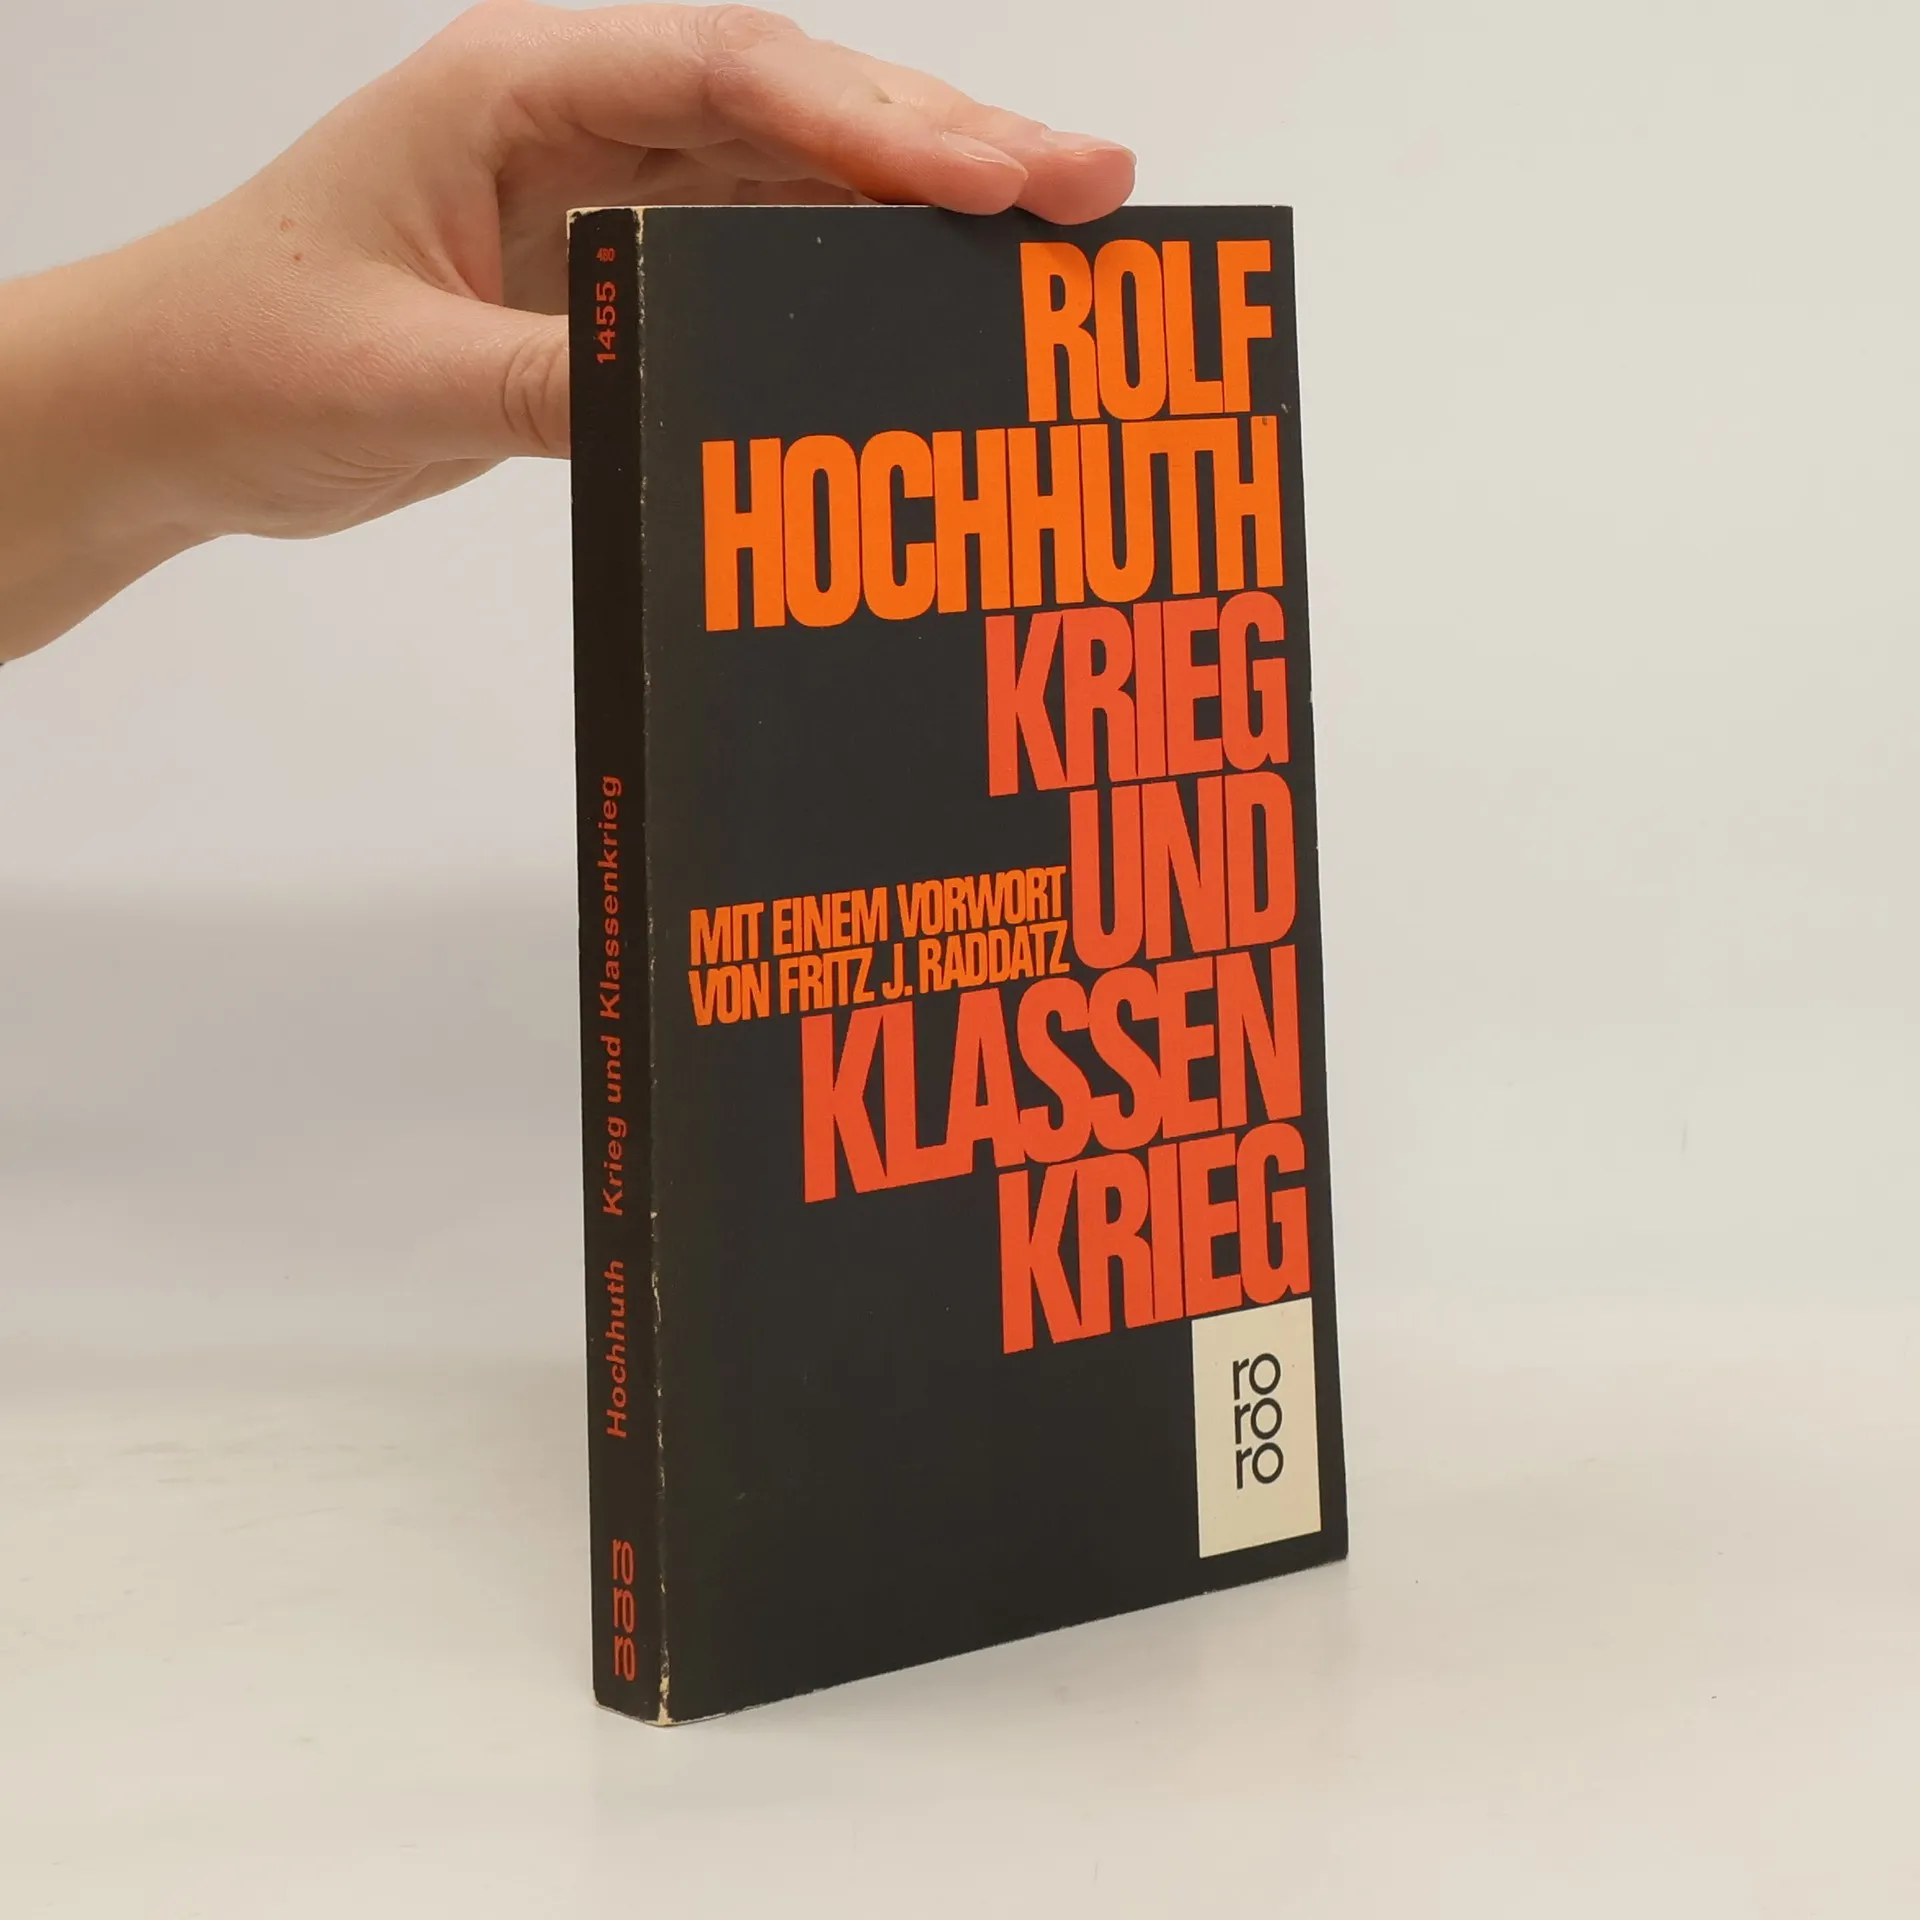 ROLF
HOCHHUTH
KRIEG
UND
MIT EINEM VORWORT
VON FRITZ J. RADDATZ
KLASSEN
KRIEG
ro
ro
ro
480
1455
Hochhuth Krieg und Klassenkrieg
ro
ro
ro